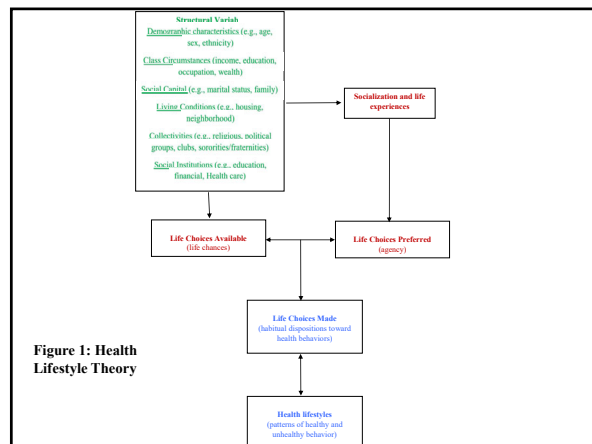 Structural Variab
Demographic characteristics (e.g., age,
sex, ethnicity)
Class Circumstances (income, education,
occupation, wealth)
Social Capital (e.g., marital status, family)
Living Conditions (e.g., housing,
neighborhood)
Collectivities (e.g., religious, political
groups, clubs, sororities/fraternities)
Social Institutions (e.g., education,
financial, Health care)
Socialization and life
experiences
Life Choices Available
(life chances)
Life Choices Preferred
(agency)
Life Choices Made
(habitual dispositions toward
health behaviors)
Figure 1: Health
Lifestyle Theory
Health lifestyles
(patterns of healthy and
unhealthy behavior)